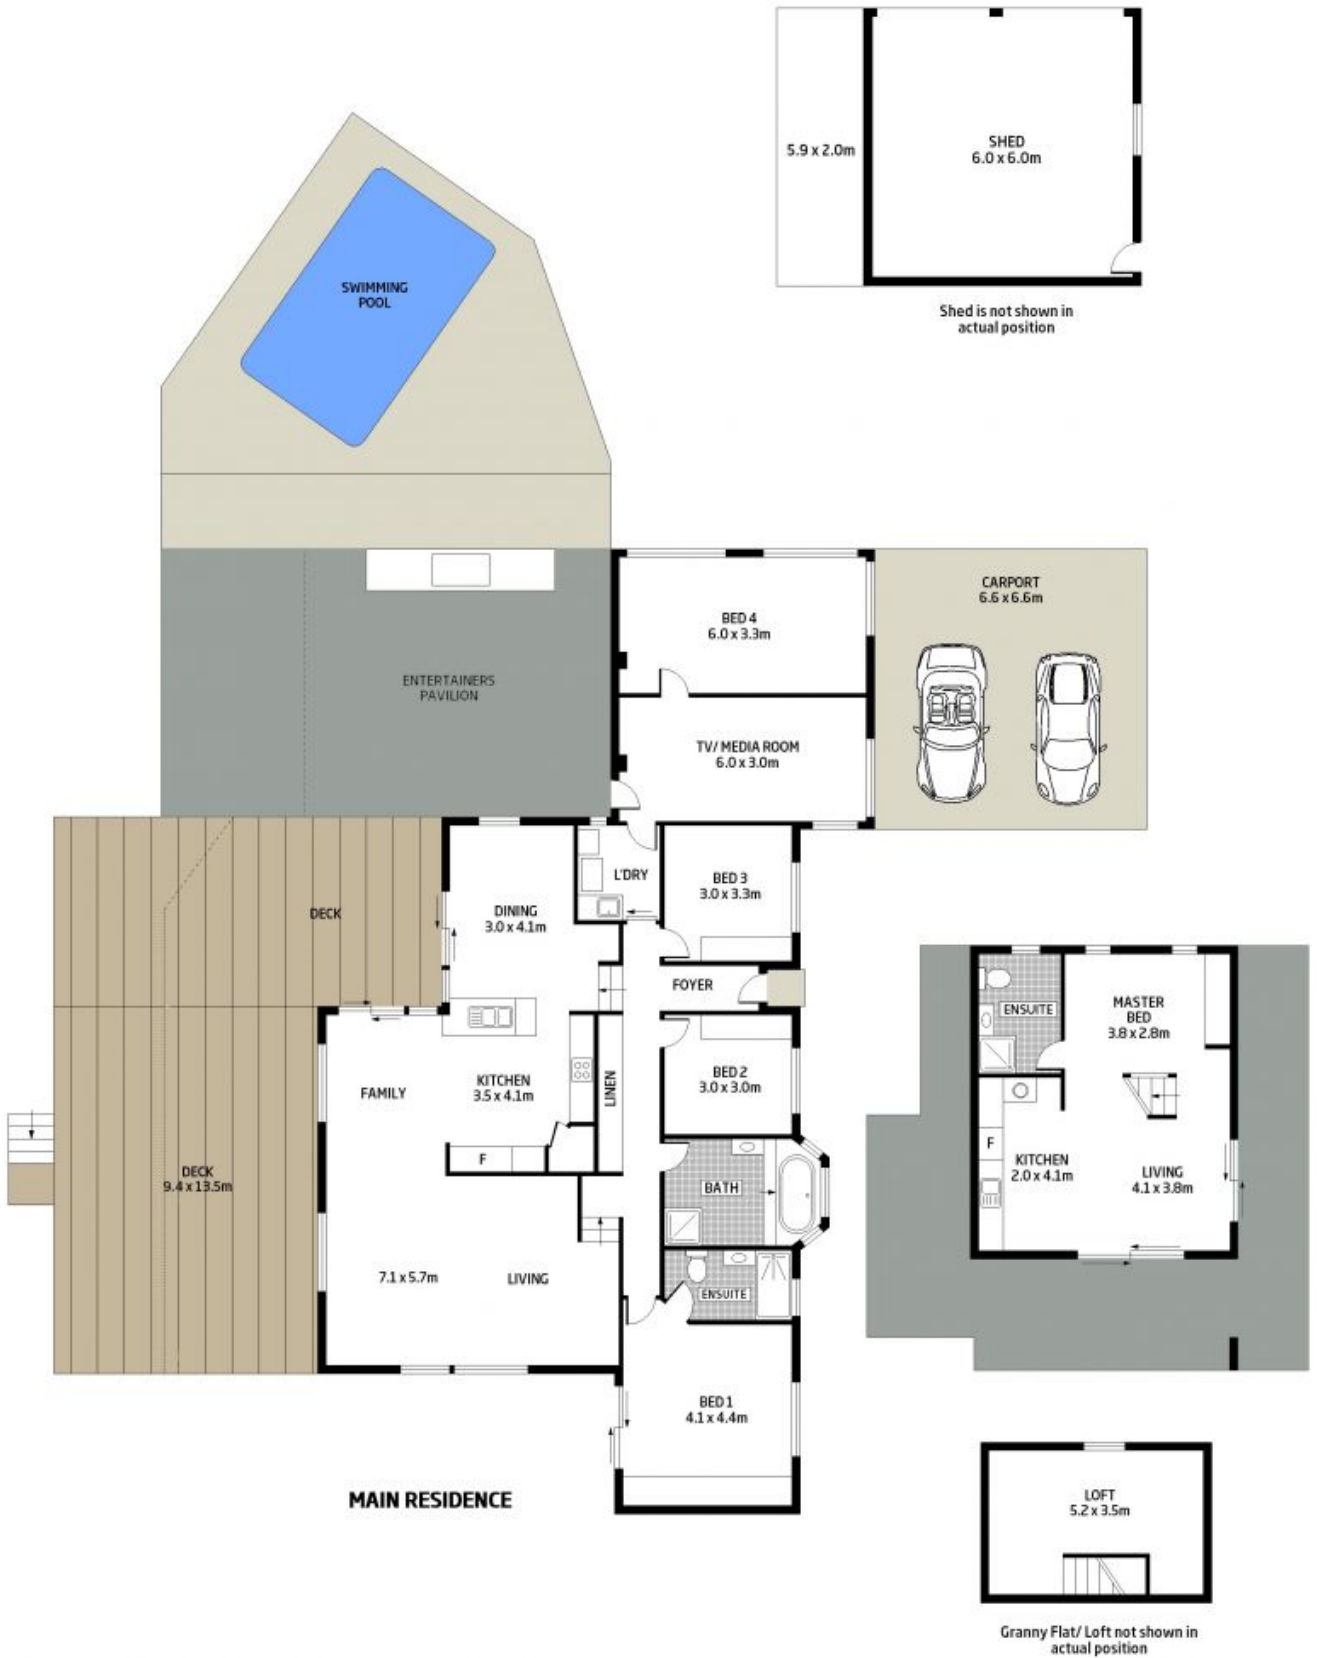 5.9 x 2.0m
SHED
6.0 x 6.0m
Shed is not shown in
actual position
SWIMMING
POOL
CARPORT
6.6 x 6.6m
BED 4
6.0 x 3.3m
ENTERTAINERS
PAVILION
TV/ MEDIA ROOM
6.0 x 3.0m
L'DRY
BED 3
3.0 x 3.3m
DINING
3.0 x 4.1m
DECK
FOYER
BED 2
3.0 x 3.0m
LINEN
KITCHEN
3.5 x 4.1m
FAMILY
F
DECK
9.4 x 13.5m
BATH
7.1 x 5.7m
LIVING
ENSUITE
BED 1
4.1 x 4.4m
MAIN RESIDENCE
ENSUITE
MASTER
BED
3.8 x 2.8m
F
KITCHEN
2.0 x 4.1m
LIVING
4.1 x 3.8m
LOFT
5.2 x 3.5m
Granny Flat/ Loft not shown in
actual position